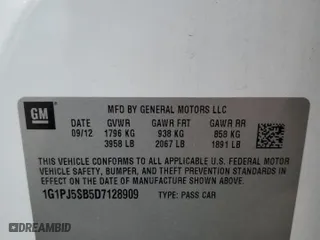 GM
MFD BY GENERAL MOTORS LLC
DATE GVWR GAWR FRT GAWR RR
09/12 1796 KG 938 KG 858 KG
3958 LB 2067 LB 1891 LB
THIS VEHICLE CONFORMS TO ALL APPLICABLE U.S. FEDERAL MOTOR
VEHICLE SAFETY, BUMPER, AND THEFT PREVENTION STANDARDS
IN EFFECT ON THE DATE OF MANUFACTURE SHOWN ABOVE.
1G1PJ5SB5D7128909 TYPE: PASS CAR
DEALERSHIP.COM